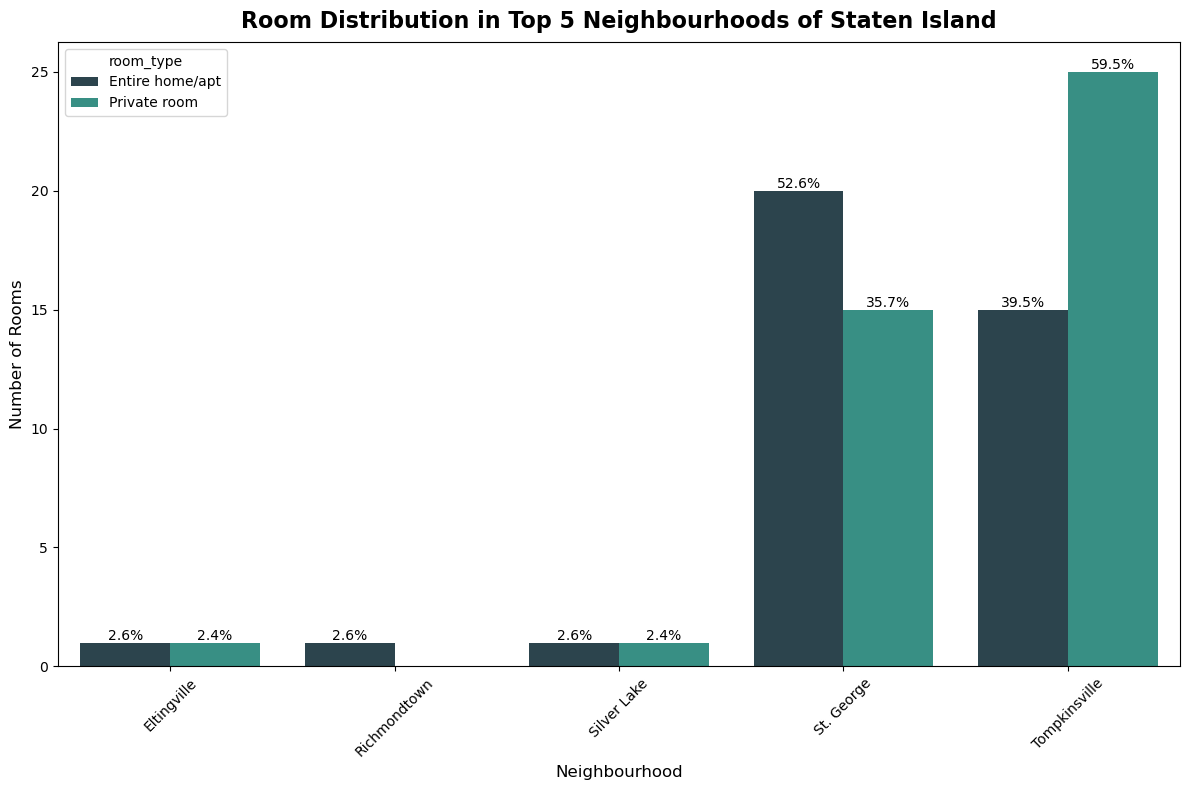 Room Distribution in Top 5 Neighbourhoods of Staten Island
room_type
Entire home/apt
Private room
Number of Rooms
25
20
15
10
5
0
2.6%
2.4%
2.6%
2.6%
2.4%
52.6%
35.7%
39.5%
59.5%
Eltingville
Richmondtown
Silver Lake
St. George
Tompkinsville
Neighbourhood